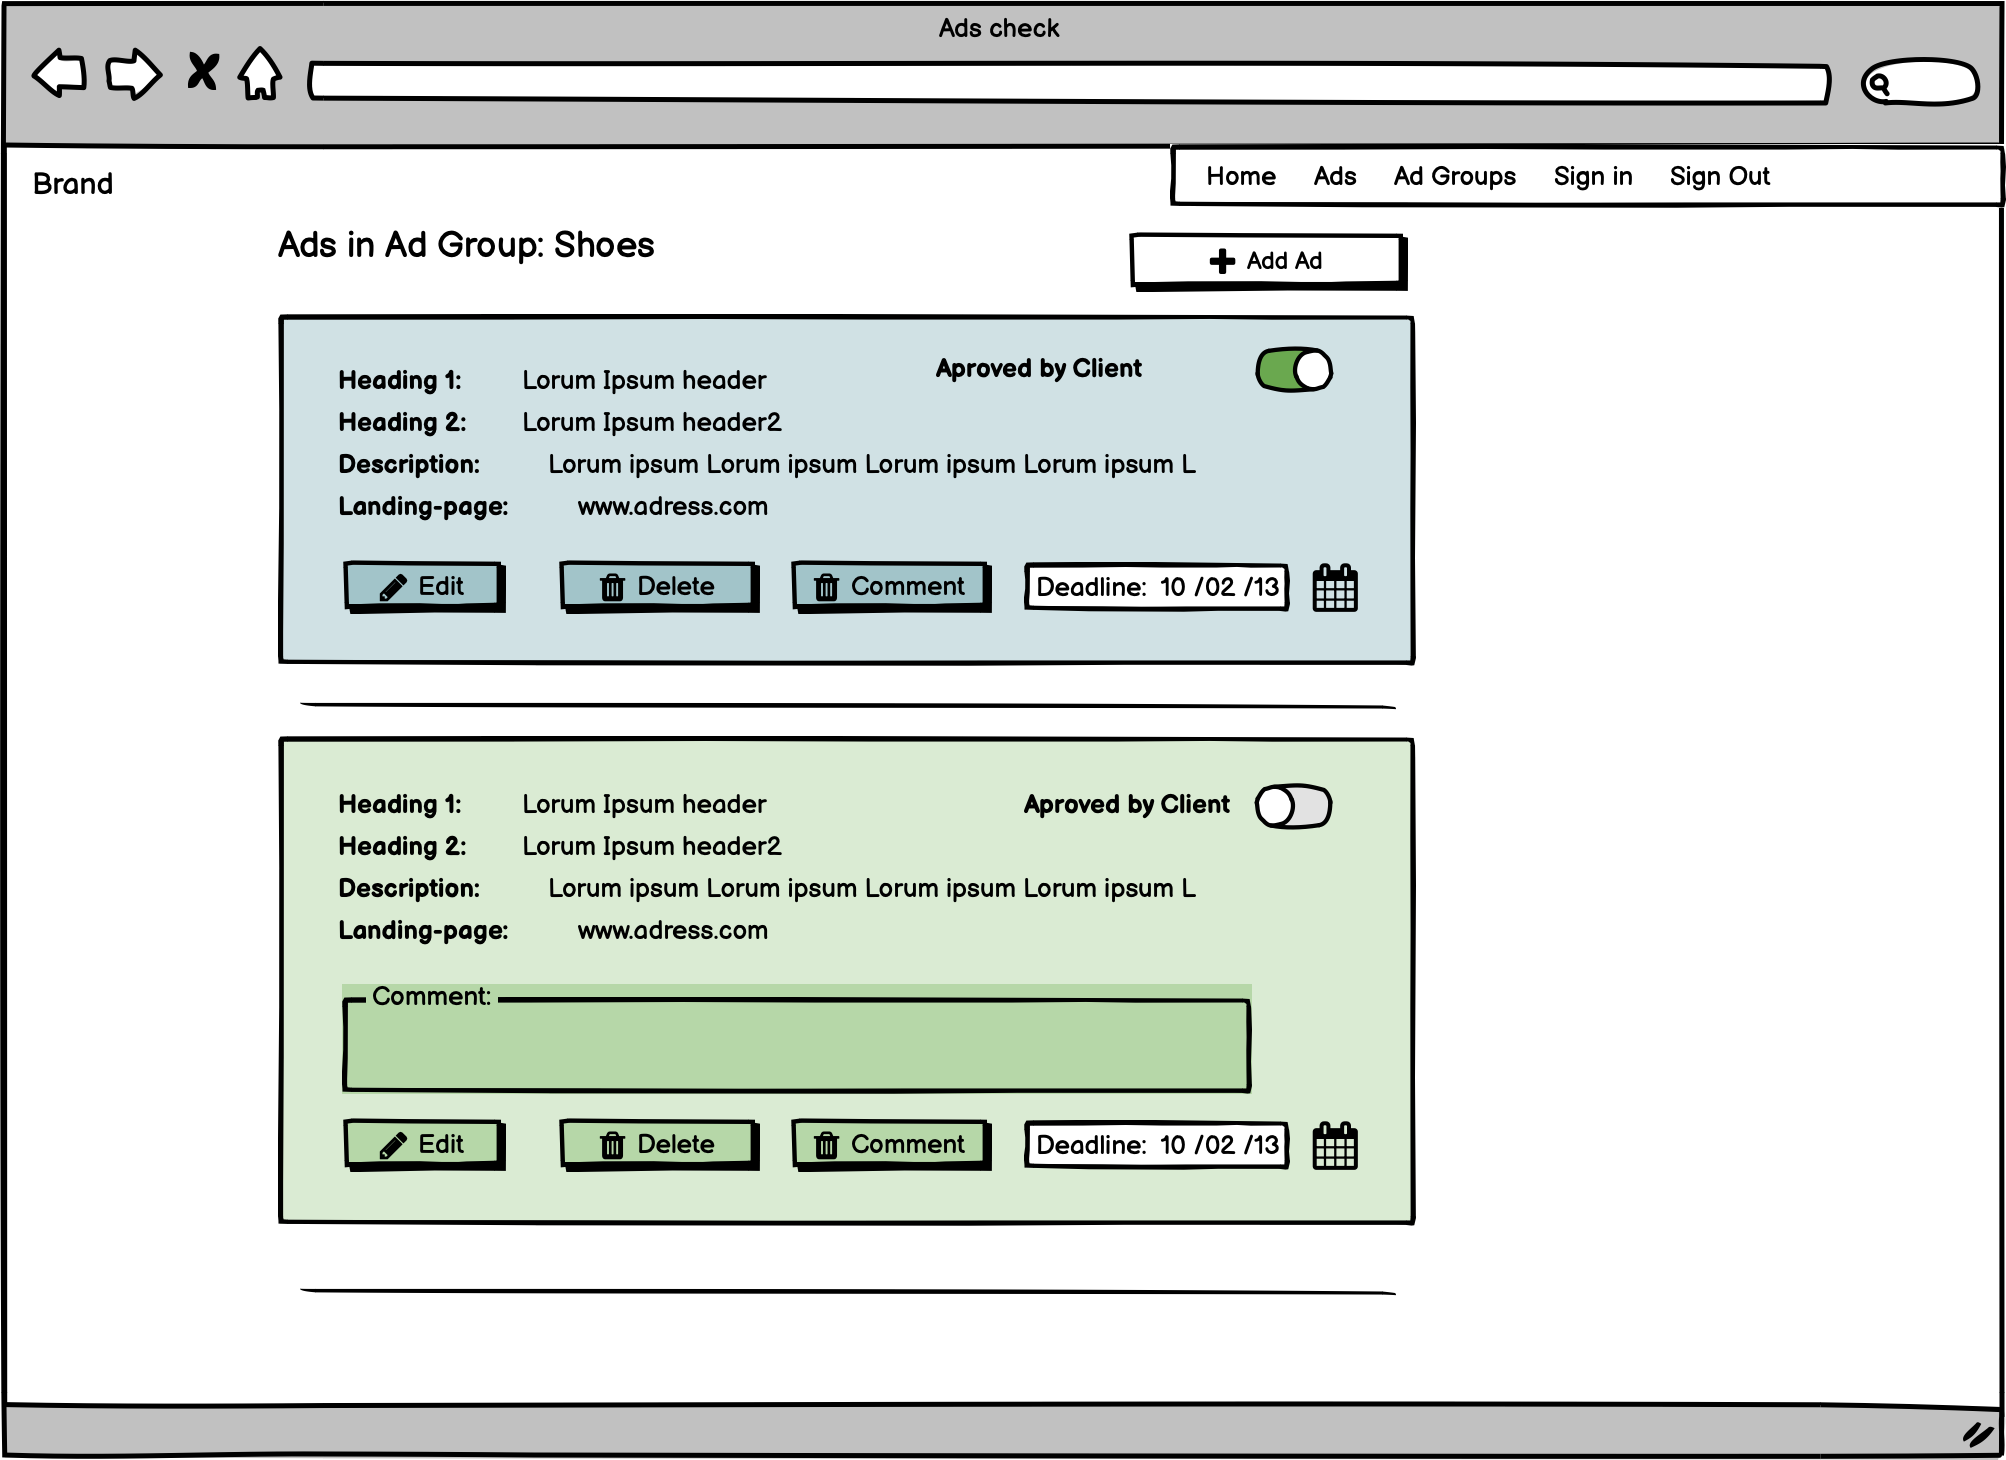 Ads check
Brand
Home Ads Ad Groups Sign in Sign Out
Ads in Ad Group: Shoes
Add Ad
Heading 1: Lorum Ipsum header
Aproved by Client
Heading 2: Lorum Ipsum header2
Description: Lorum ipsum Lorum ipsum Lorum ipsum Lorum ipsum L
Landing-page: www.adress.com
Edit Delete Comment Deadline: 10 /02 /13
Heading 1: Lorum Ipsum header
Aproved by Client
Heading 2: Lorum Ipsum header2
Description: Lorum ipsum Lorum ipsum Lorum ipsum Lorum ipsum L
Landing-page: www.adress.com
Comment:
Edit Delete Comment Deadline: 10 /02 /13